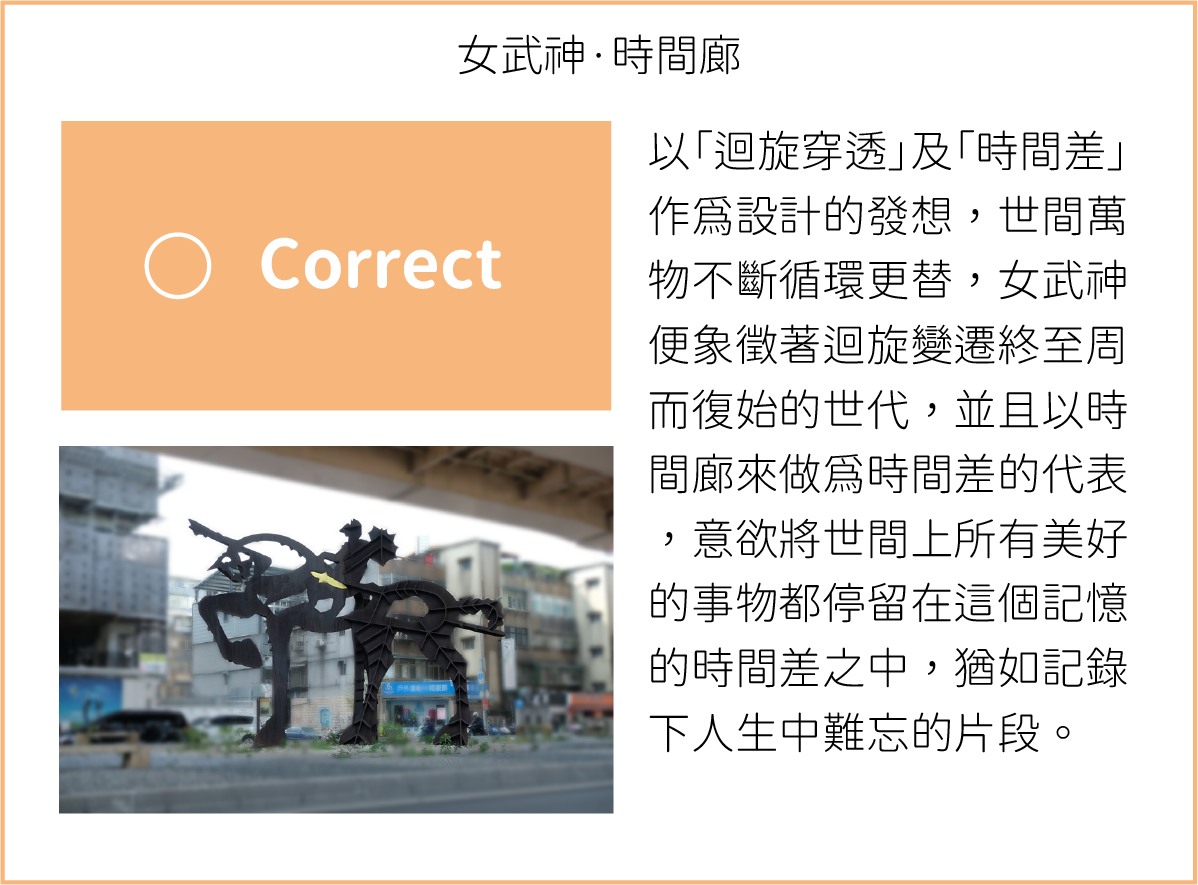 女武神·時間廊
Correct
以「迴旋穿透」及「時間差」
作爲設計的發想，世間萬
物不斷循環更替，女武神
便象徵著迴旋變遷終至周
而復始的世代，並且以時
間廊來做爲時間差的代表
，意欲將世間上所有美好
的事物都停留在這個記憶
的時間差之中，猶如記錄
下人生中難忘的片段。